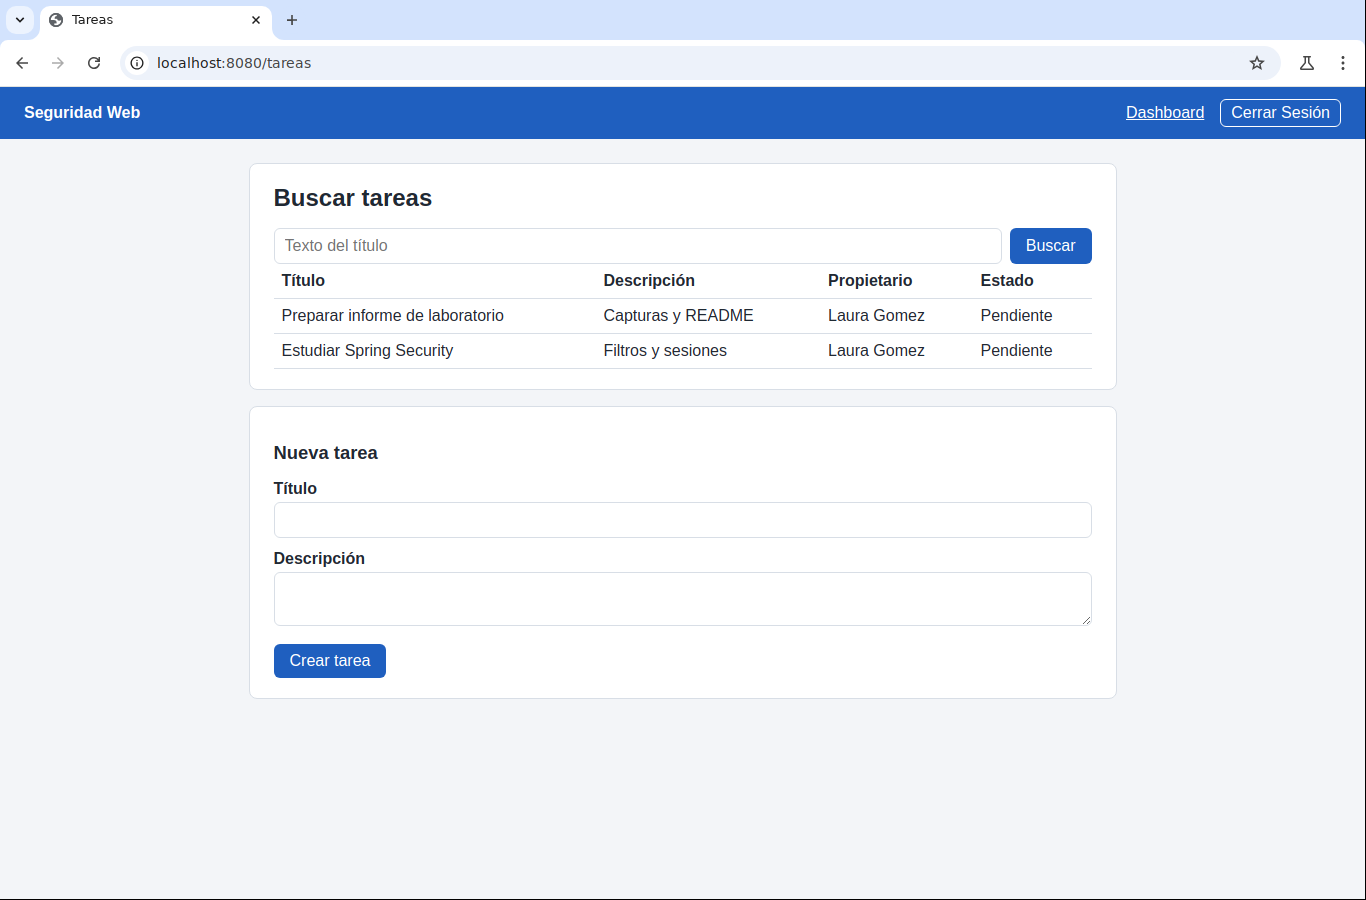 Tareas
localhost:8080/tareas
Seguridad Web
Dashboard
Cerrar Sesión
Buscar tareas
Texto del título
Buscar
Título Descripción Propietario Estado
Preparar informe de laboratorio Capturas y README Laura Gomez Pendiente
Estudiar Spring Security Filtros y sesiones Laura Gomez Pendiente
Nueva tarea
Título
Descripción
Crear tarea